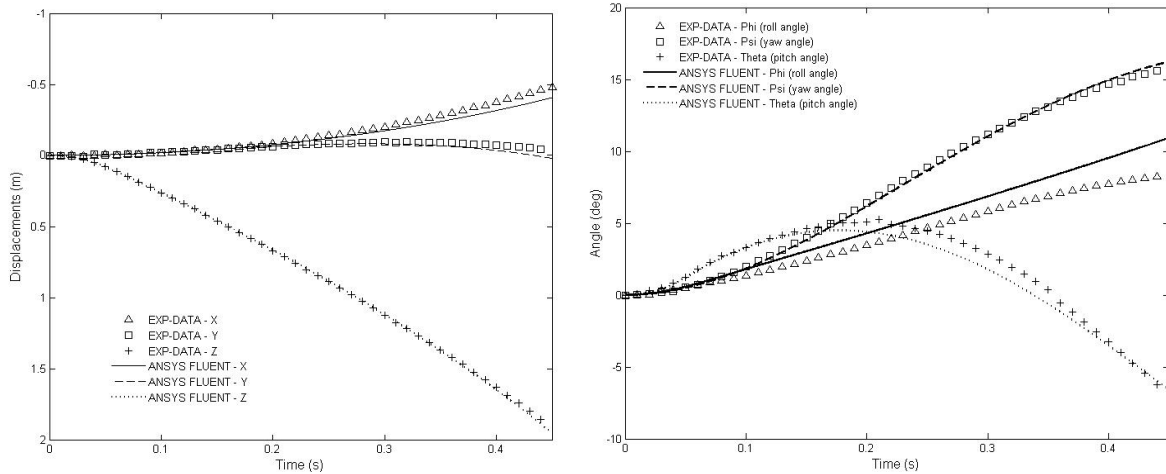 -1
-0.5
0
0.5
1
1.5
2
Displacements (m)
EXP-DATA - X
EXP-DATA - Y
EXP-DATA - Z
ANSYS FLUENT - X
ANSYS FLUENT - Y
ANSYS FLUENT - Z
0 0.1 0.2 0.3 0.4
Time (s)
20
15
10
5
0
-5
-10
Angle (deg)
EXP-DATA - Phi (roll angle)
EXP-DATA - Psi (yaw angle)
EXP-DATA - Theta (pitch angle)
ANSYS FLUENT - Phi (roll angle)
ANSYS FLUENT - Psi (yaw angle)
ANSYS FLUENT - Theta (pitch angle)
0 0.1 0.2 0.3 0.4
Time (s)